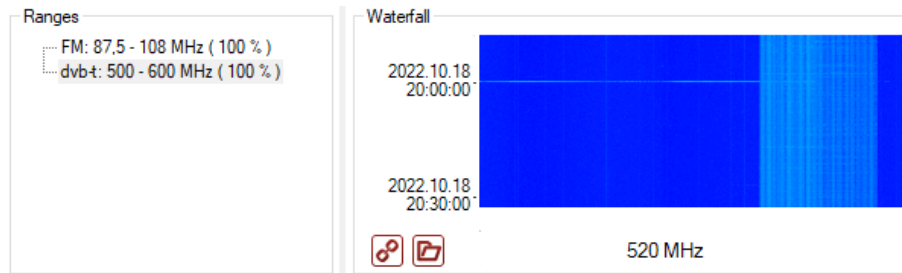 Ranges
FM: 87,5 - 108 MHz ( 100 % )
dvb-t: 500 - 600 MHz ( 100 % )
Waterfall
2022.10.18
20:00:00
2022.10.18
20:30:00
520 MHz